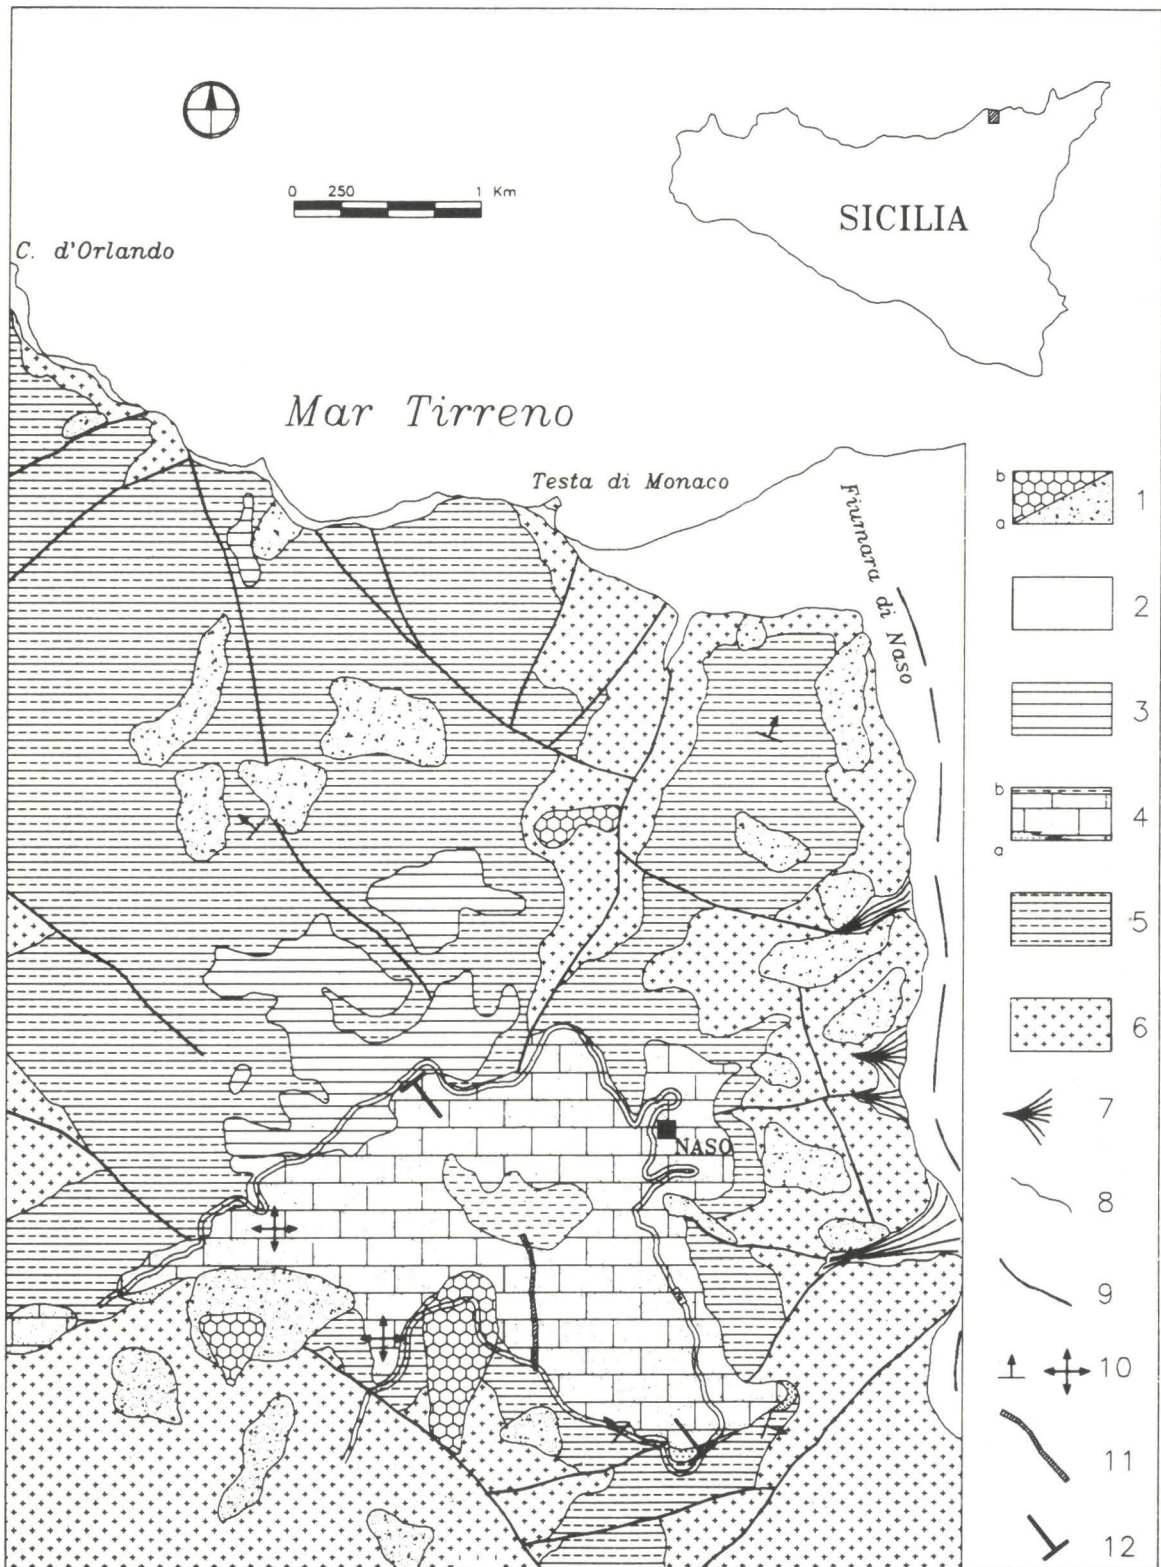 0 250 1 Km
SICILIA
C. d'Orlando
Mar Tirreno
Testa di Monaco
Fiumara di Naso
NASO
b
a
1
2
3
b
a
4
5
6
7
8
9
10
11
12